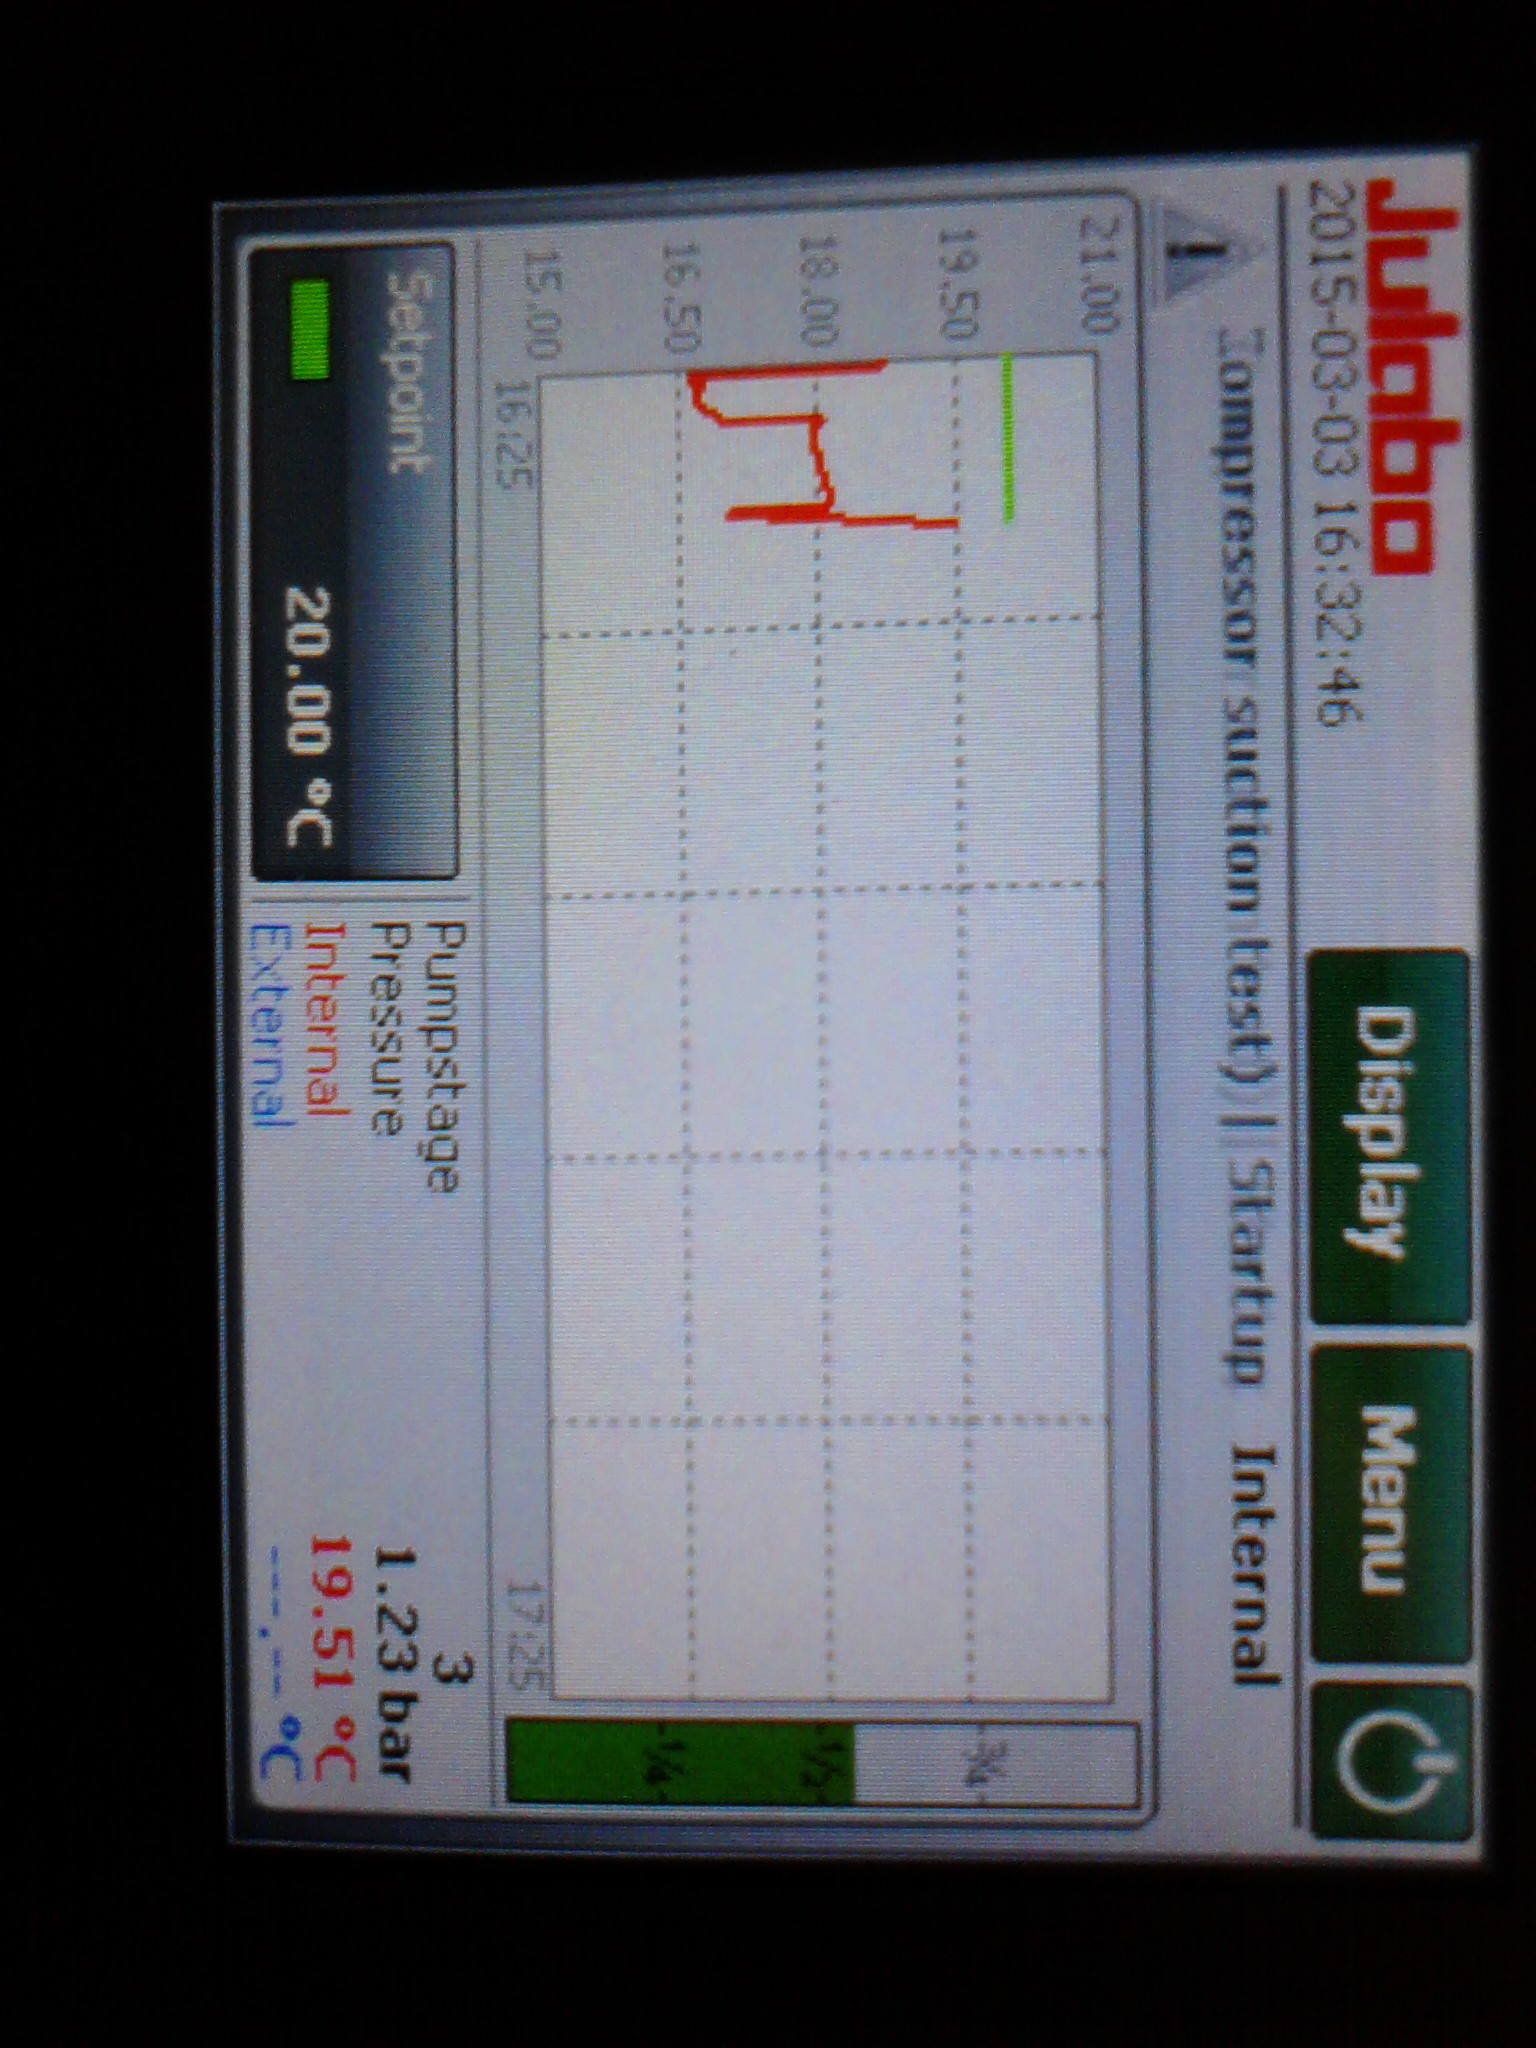 Julabo
Display
Menu
2015-03-03 16:32:46
Compressor suction test) | Startup
Internal
21.00
19.50
18.00
16.50
15.00
16:25
17:25
3/4
1/2
1/4
Setpoint
20.00 °C
Pumpstage 3
Pressure 1.23 bar
Internal 19.51 °C
External ---.-- °C